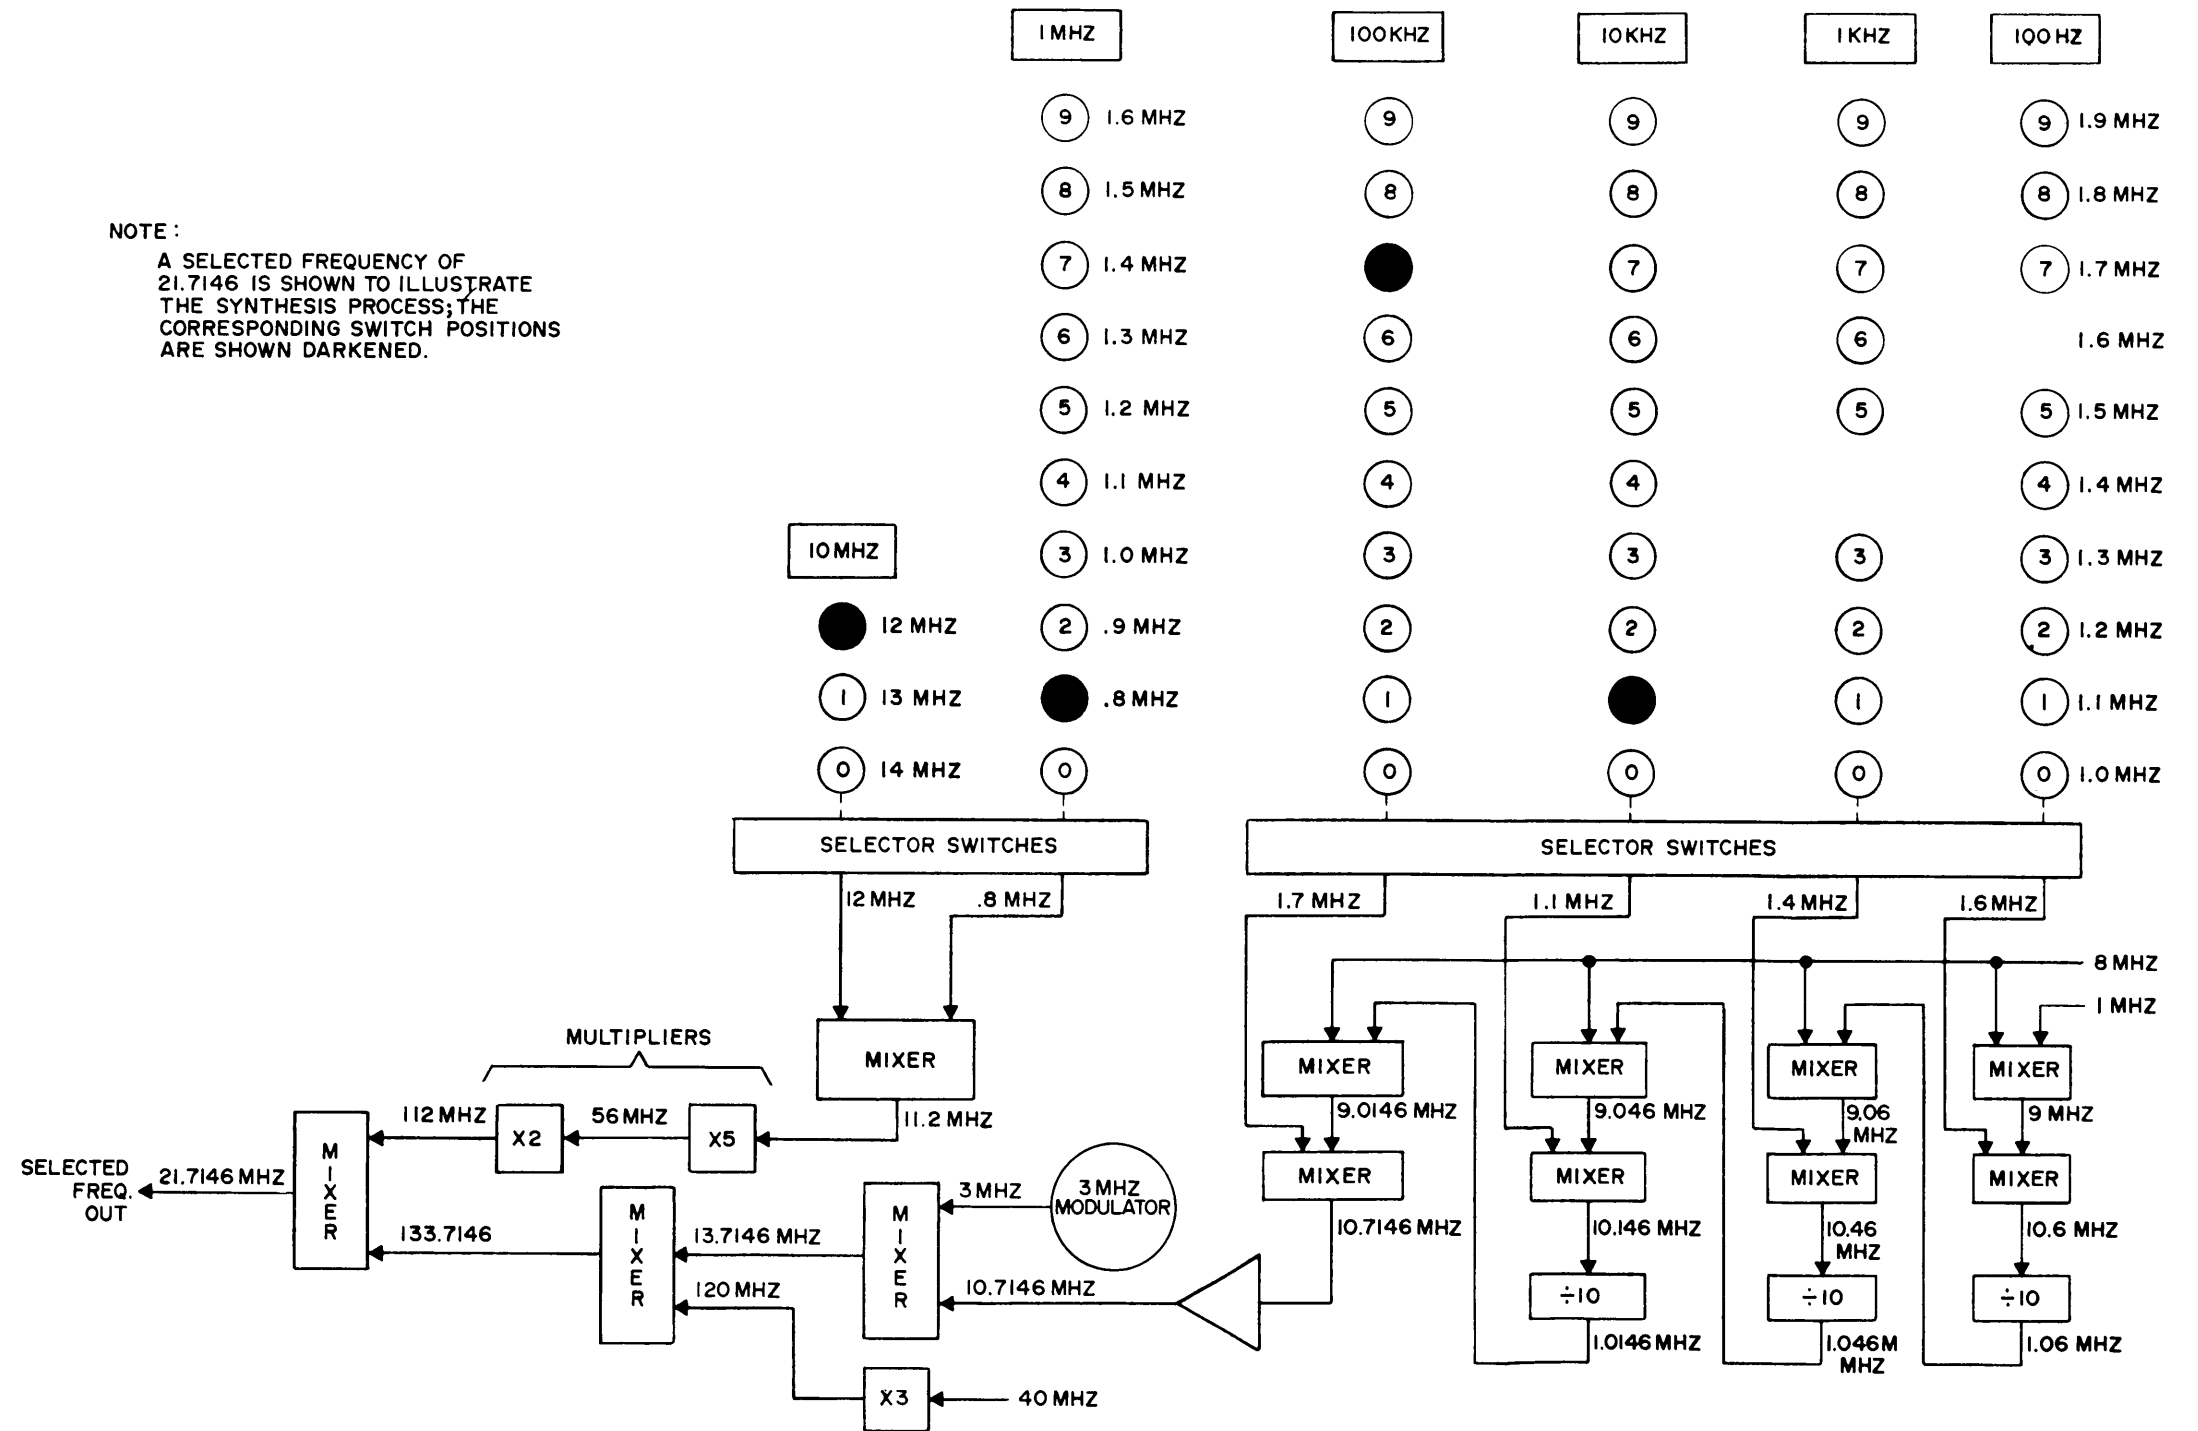 1 MHZ
100 KHZ
10 KHZ
1 KHZ
100 HZ
9 1.6 MHZ
9
9
9
9 1.9 MHZ
8 1.5 MHZ
8
8
8
8 1.8 MHZ
NOTE:
A SELECTED FREQUENCY OF
21.7146 IS SHOWN TO ILLUSTRATE
THE SYNTHESIS PROCESS; THE
CORRESPONDING SWITCH POSITIONS
ARE SHOWN DARKENED.
7 1.4 MHZ
7
7
7 1.7 MHZ
6 1.3 MHZ
6
6
6
1.6 MHZ
5 1.2 MHZ
5
5
5
5 1.5 MHZ
4 1.1 MHZ
4
4
4 1.4 MHZ
10 MHZ
3 1.0 MHZ
3
3
3
3 1.3 MHZ
12 MHZ
2 .9 MHZ
2
2
2
2 1.2 MHZ
1 13 MHZ
.8 MHZ
1
1
1 1.1 MHZ
0 14 MHZ
0
0
0
0
0 1.0 MHZ
SELECTOR SWITCHES
SELECTOR SWITCHES
12 MHZ
.8 MHZ
1.7 MHZ
1.1 MHZ
1.4 MHZ
1.6 MHZ
8 MHZ
1 MHZ
MULTIPLIERS
MIXER
MIXER
MIXER
MIXER
MIXER
112 MHZ
X2
56 MHZ
X5
11.2 MHZ
9.0146 MHZ
9.046 MHZ
9.06
MHZ
9 MHZ
MIXER
MIXER
MIXER
MIXER
MIXER
SELECTED
FREQ.
OUT
21.7146 MHZ
133.7146
MIXER
13.7146 MHZ
120 MHZ
MIXER
3 MHZ
3 MHZ
MODULATOR
10.7146 MHZ
10.7146 MHZ
10.146 MHZ
10.46
MHZ
10.6 MHZ
÷10
÷10
÷10
1.0146 MHZ
1.046M
MHZ
1.06 MHZ
X3
40 MHZ